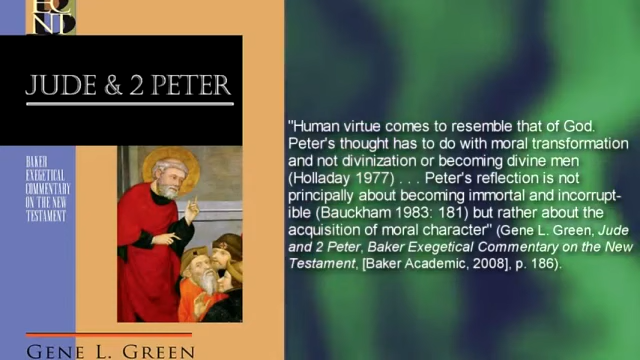 EC
NT
JUDE & 2 PETER
BAKER
EXEGETICAL
COMMENTARY
ON THE NEW
TESTAMENT
GENE L. GREEN
"Human virtue comes to resemble that of God.
Peter's thought has to do with moral transformation
and not divinization or becoming divine men
(Holladay 1977) . . . Peter's reflection is not
principally about becoming immortal and incorrupt-
ible (Bauckham 1983: 181) but rather about the
acquisition of moral character" (Gene L. Green, Jude
and 2 Peter, Baker Exegetical Commentary on the New
Testament, [Baker Academic, 2008], p. 186).